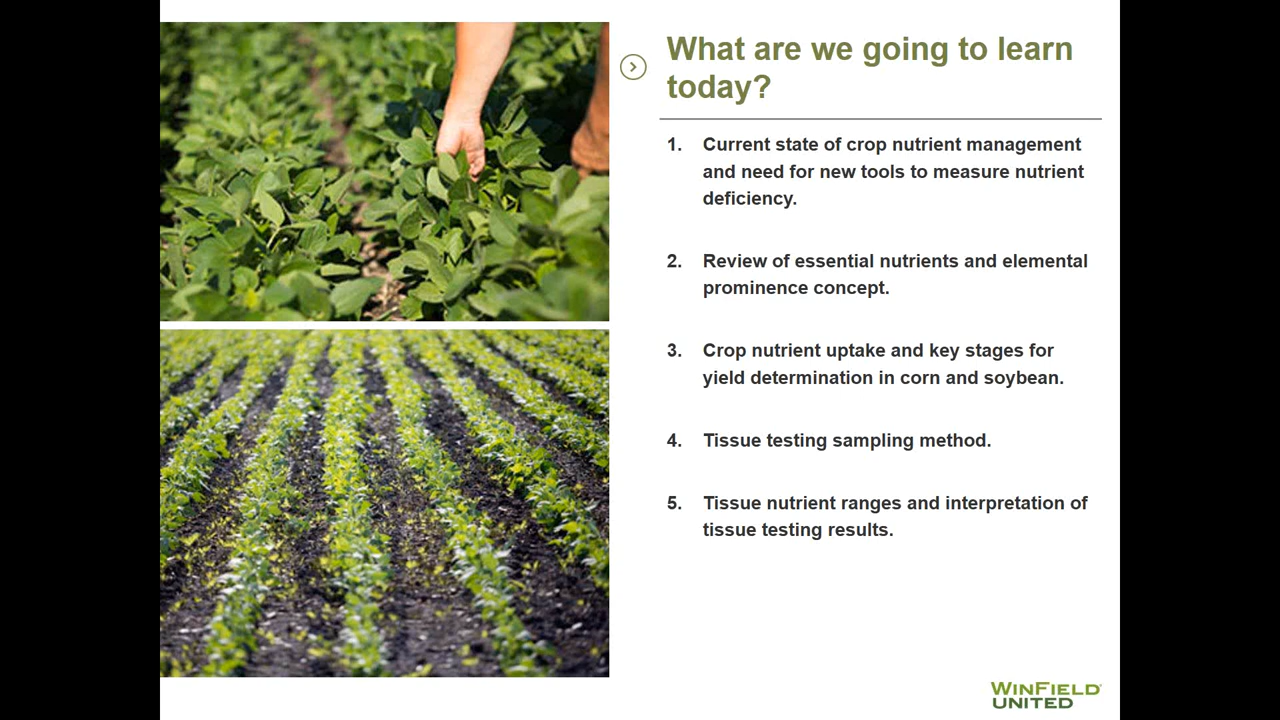 What are we going to learn
today?
1. Current state of crop nutrient management
and need for new tools to measure nutrient
deficiency.
2. Review of essential nutrients and elemental
prominence concept.
3. Crop nutrient uptake and key stages for
yield determination in corn and soybean.
4. Tissue testing sampling method.
5. Tissue nutrient ranges and interpretation of
tissue testing results.
WINFIELD
UNITED